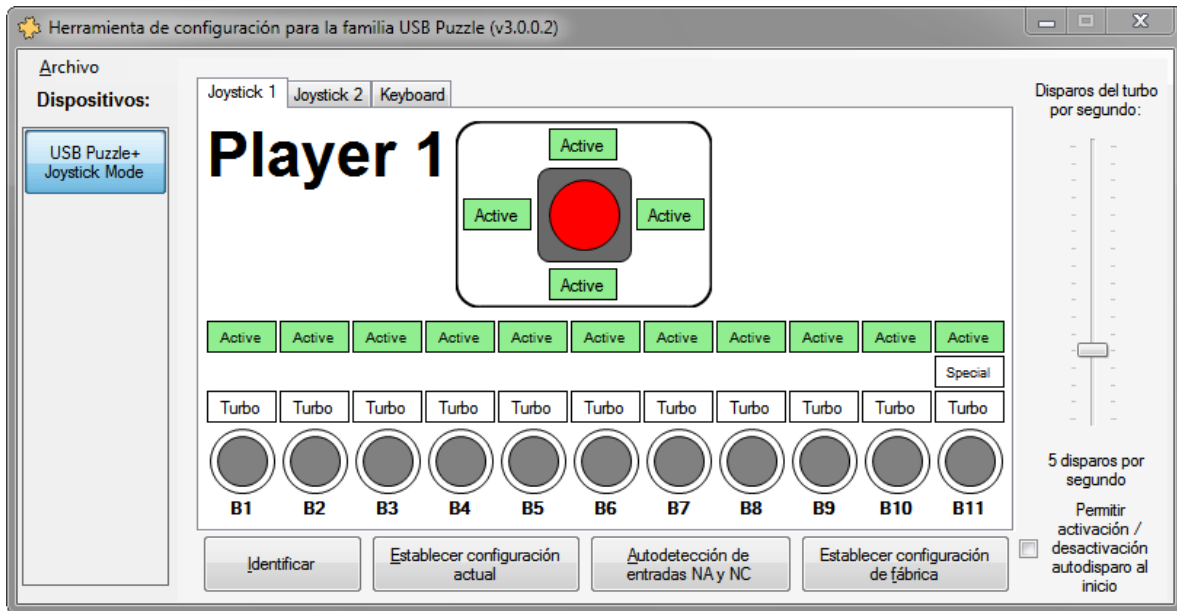 Herramienta de configuración para la familia USB Puzzle (v3.0.0.2)
Archivo
Dispositivos:
USB Puzzle+
Joystick Mode
Joystick 1 Joystick 2 Keyboard
Player 1
Active
Active Active
Active
Active Active Active Active Active Active Active Active Active Active Active
Special
Turbo Turbo Turbo Turbo Turbo Turbo Turbo Turbo Turbo Turbo Turbo
B1 B2 B3 B4 B5 B6 B7 B8 B9 B10 B11
Identificar
Establecer configuración
actual
Autodetección de
entradas NA y NC
Establecer configuración
de fábrica
Disparos del turbo
por segundo:
5 disparos por
segundo
Permitir
activación /
desactivación
autodisparo al
inicio